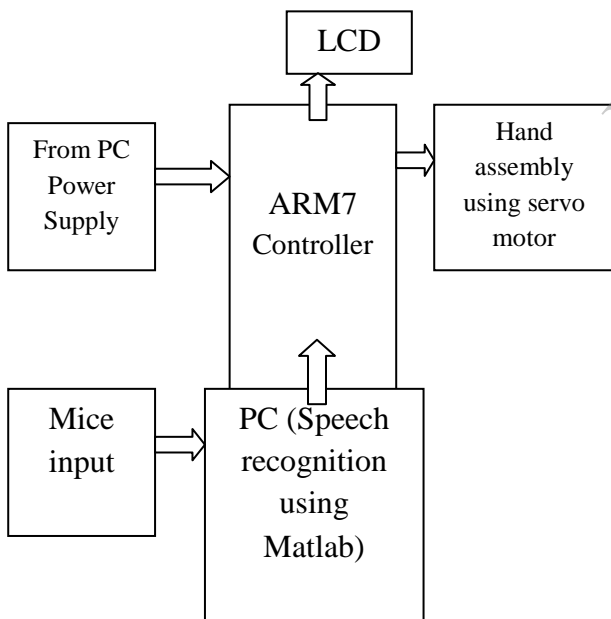 LCD
From PC
Power
Supply
ARM7
Controller
Hand
assembly
using servo
motor
Mice
input
PC (Speech
recognition
using
Matlab)